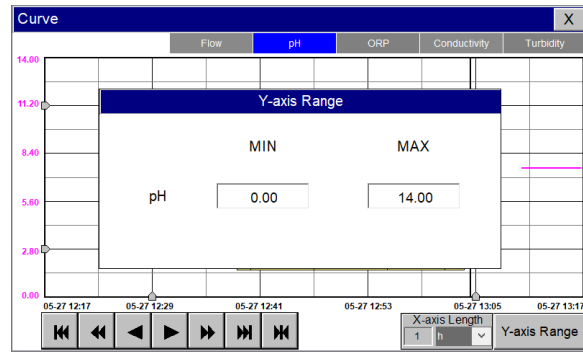 Curve X
Flow pH ORP Conductivity Turbidity
14.00
Y-axis Range
11.20
MIN MAX
8.40
pH 0.00 14.00
5.60
2.80
0.00
05-27 12:17 05-27 12:29 05-27 12:41 05-27 12:53 05-27 13:05 05-27 13:17
X-axis Length
1 h
Y-axis Range